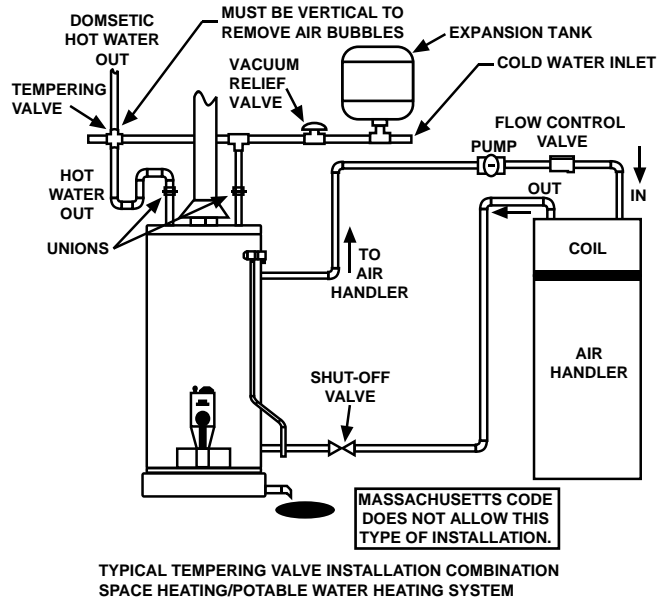 DOMSETIC
HOT WATER
OUT
MUST BE VERTICAL TO
REMOVE AIR BUBBLES
EXPANSION TANK
TEMPERING
VALVE
VACUUM
RELIEF
VALVE
COLD WATER INLET
FLOW CONTROL
VALVE
PUMP
HOT
WATER
OUT
OUT
IN
UNIONS
TO
AIR
HANDLER
COIL
AIR
HANDLER
SHUT-OFF
VALVE
MASSACHUSETTS CODE
DOES NOT ALLOW THIS
TYPE OF INSTALLATION.
TYPICAL TEMPERING VALVE INSTALLATION COMBINATION
SPACE HEATING/POTABLE WATER HEATING SYSTEM